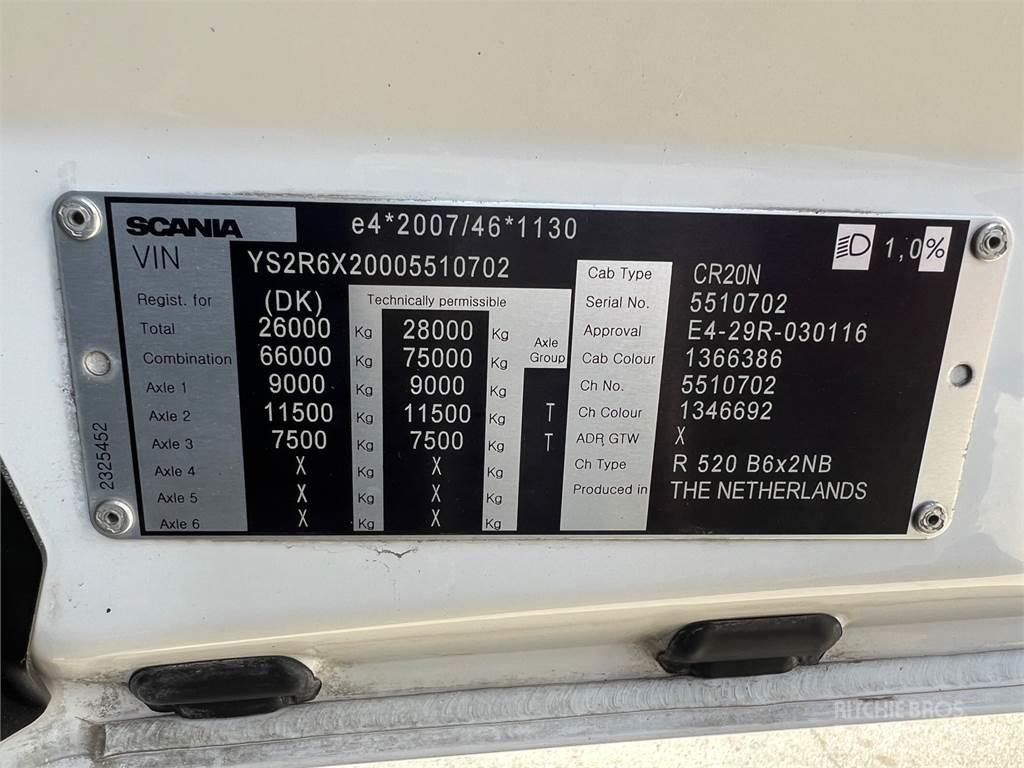 SCANIA e4*2007/46*1130 1,0%
VIN YS2R6X20005510702
Regist. for (DK) Technically permissible
Total 26000 Kg 28000 Kg
Combination 66000 Kg 75000 Kg Axle Group
Axle 1 9000 Kg 9000 Kg
Axle 2 11500 Kg 11500 Kg T
Axle 3 7500 Kg 7500 Kg T
Axle 4 X Kg X Kg
Axle 5 X Kg X Kg
Axle 6 X Kg X Kg
Cab Type CR20N
Serial No. 5510702
Approval E4-29R-030116
Cab Colour 1366386
Ch No. 5510702
Ch Colour 1346692
ADR GTW X
Ch Type R 520 B6x2NB
Produced in THE NETHERLANDS
2325452
RITCHIE BROS